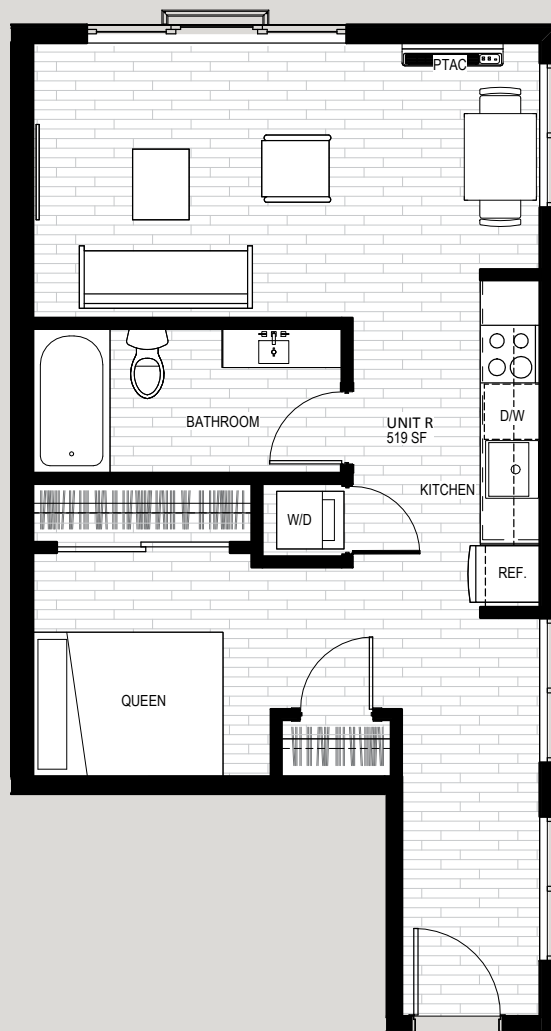 PTAC
BATHROOM
UNIT R
519 SF
D/W
KITCHEN
W/D
REF.
QUEEN